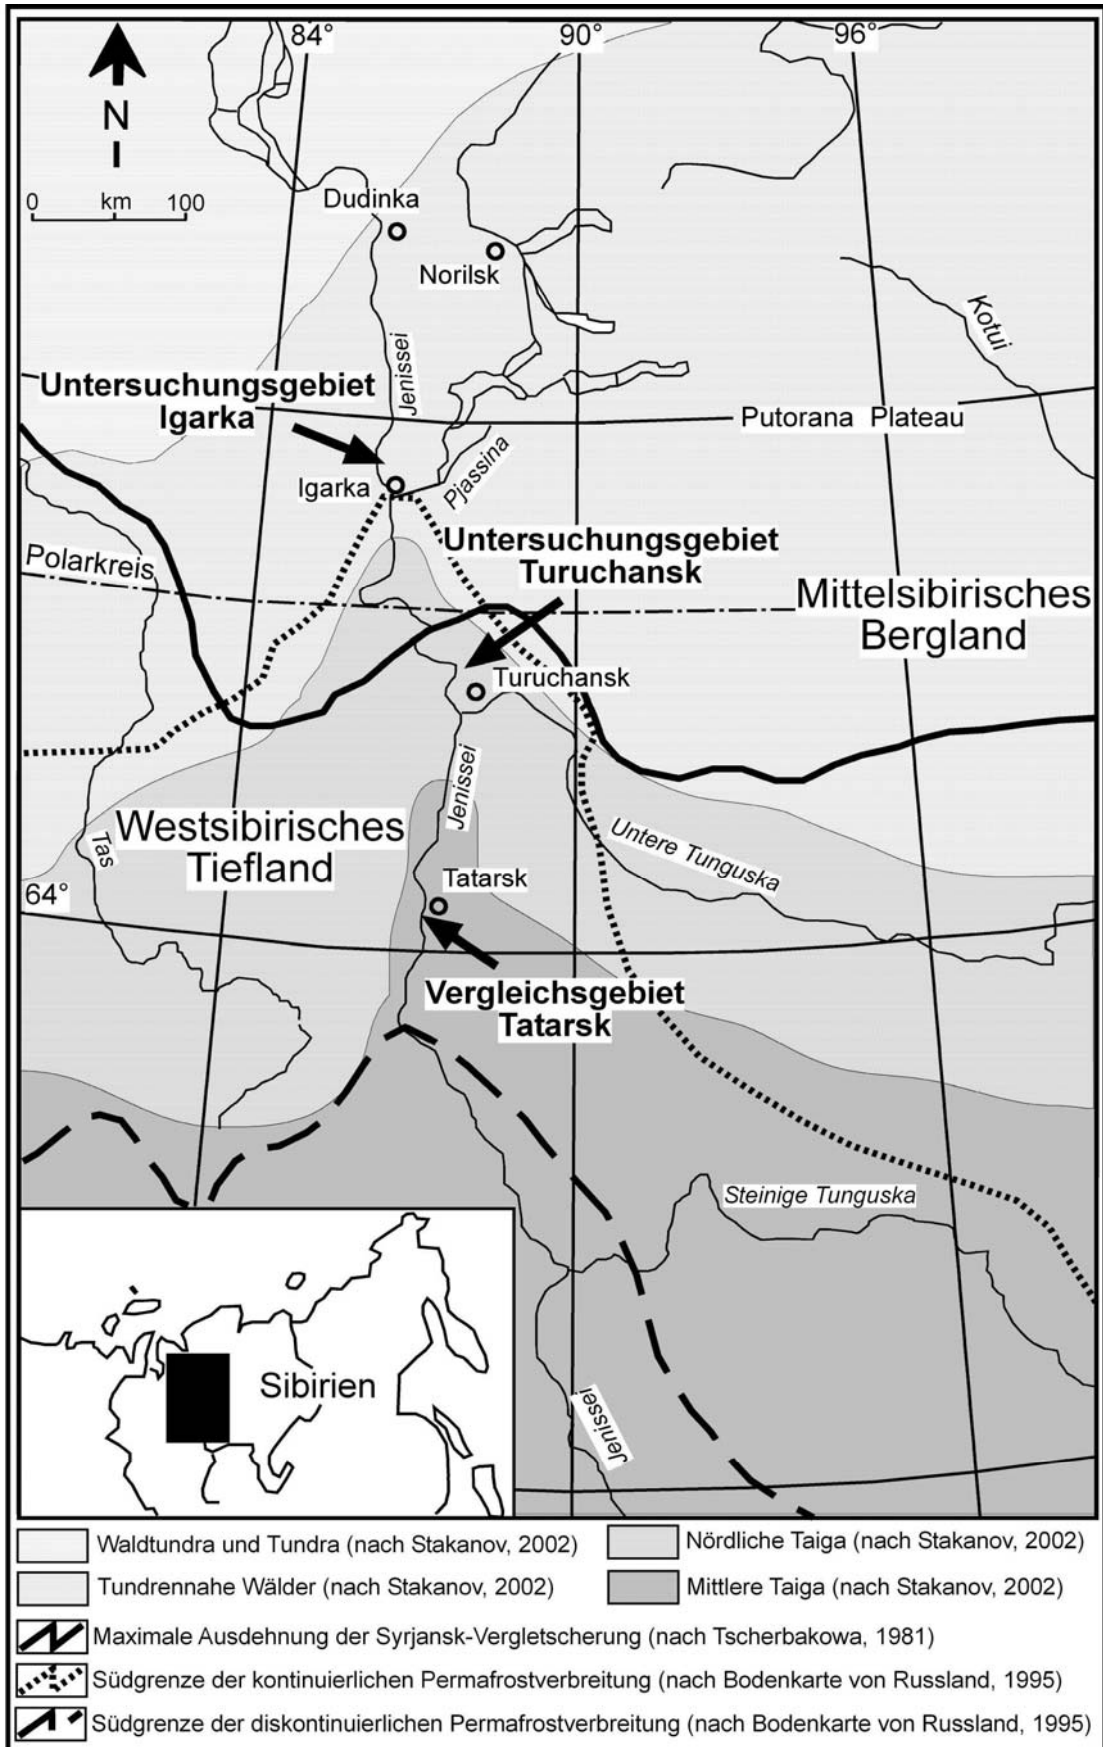 84°
90°
96°
N
0 km 100
Dudinka
Norilsk
Kotui
Jenissei
Untersuchungsgebiet
Igarka
Putorana Plateau
Pjassina
Igarka
Untersuchungsgebiet
Turuchansk
Polarkreis
Mittelsibirisches
Bergland
Turuchansk
Jenissei
Westsibirisches
Tiefland
Tas
Untere Tunguska
64°
Tatarsk
Vergleichsgebiet
Tatarsk
Steinige Tunguska
Sibirien
Jenissei
Waldtundra und Tundra (nach Stakanov, 2002)
Nördliche Taiga (nach Stakanov, 2002)
Tundrennahe Wälder (nach Stakanov, 2002)
Mittlere Taiga (nach Stakanov, 2002)
Maximale Ausdehnung der Syrjansk-Vergletscherung (nach Tscherbakowa, 1981)
Südgrenze der kontinuierlichen Permafrostverbreitung (nach Bodenkarte von Russland, 1995)
Südgrenze der diskontinuierlichen Permafrostverbreitung (nach Bodenkarte von Russland, 1995)